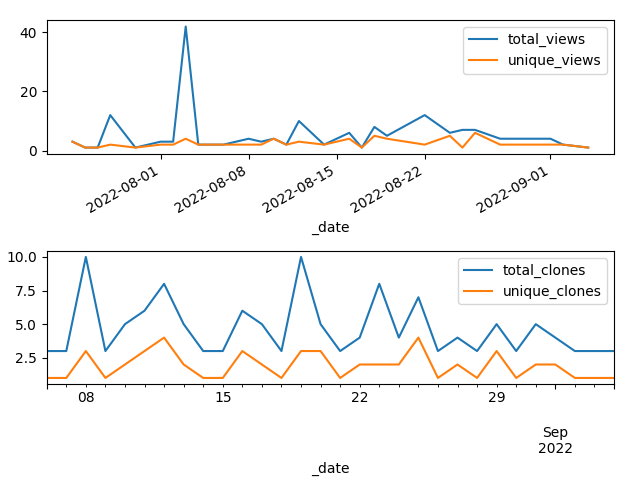 40
20
0
total_views
unique_views
2022-08-01
2022-08-08
2022-08-15
2022-08-22
2022-09-01
_date
10.0
7.5
5.0
2.5
total_clones
unique_clones
08
15
22
29
Sep
2022
_date